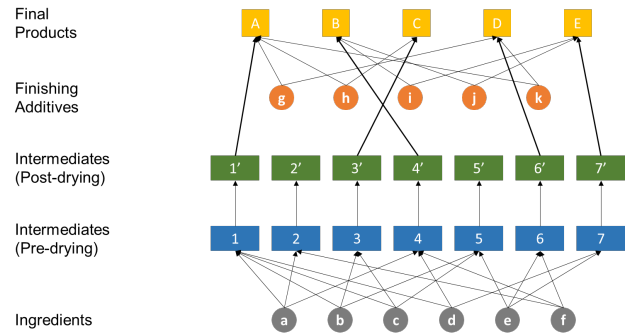 Final
Products
A B C D E
Finishing
Additives
g h i j k
Intermediates
(Post-drying)
1′ 2′ 3′ 4′ 5′ 6′ 7′
Intermediates
(Pre-drying)
1 2 3 4 5 6 7
Ingredients
a b c d e f